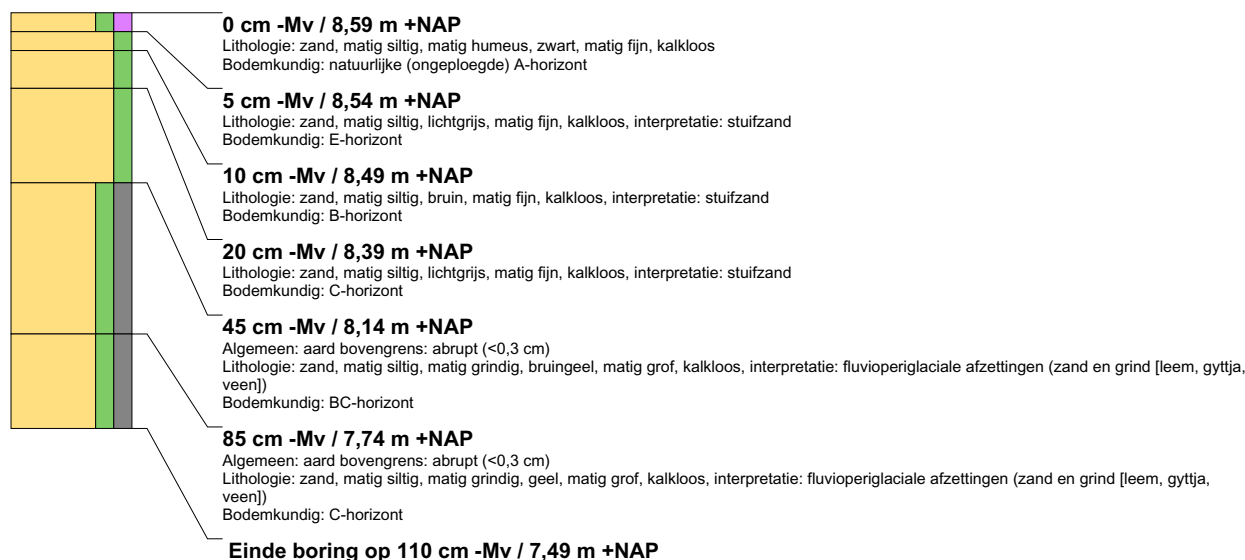 0 cm -Mv / 8,59 m +NAP
Lithologie: zand, matig siltig, matig humeus, zwart, matig fijn, kalkloos
Bodemkundig: natuurlijke (ongeploegde) A-horizont
5 cm -Mv / 8,54 m +NAP
Lithologie: zand, matig siltig, lichtgrijs, matig fijn, kalkloos, interpretatie: stuifzand
Bodemkundig: E-horizont
10 cm -Mv / 8,49 m +NAP
Lithologie: zand, matig siltig, bruin, matig fijn, kalkloos, interpretatie: stuifzand
Bodemkundig: B-horizont
20 cm -Mv / 8,39 m +NAP
Lithologie: zand, matig siltig, lichtgrijs, matig fijn, kalkloos, interpretatie: stuifzand
Bodemkundig: C-horizont
45 cm -Mv / 8,14 m +NAP
Algemeen: aard bovengrens: abrupt (<0,3 cm)
Lithologie: zand, matig siltig, matig grindig, bruingeel, matig grof, kalkloos, interpretatie: fluvioperiglaciale afzettingen (zand en grind [leem, gyttja,
veen])
Bodemkundig: BC-horizont
85 cm -Mv / 7,74 m +NAP
Algemeen: aard bovengrens: abrupt (<0,3 cm)
Lithologie: zand, matig siltig, matig grindig, geel, matig grof, kalkloos, interpretatie: fluvioperiglaciale afzettingen (zand en grind [leem, gyttja,
veen])
Bodemkundig: C-horizont
Einde boring op 110 cm -Mv / 7,49 m +NAP